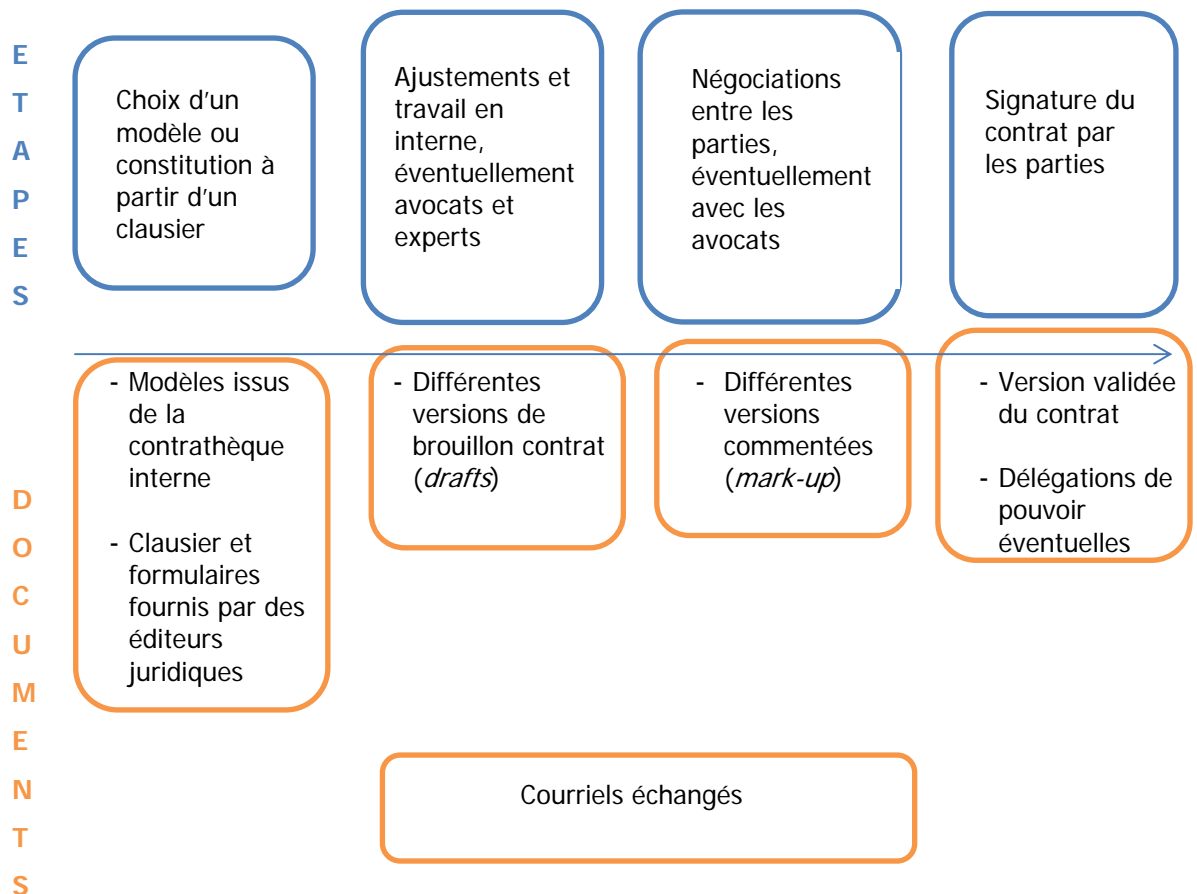 ETAPES
Choix d'un
modèle ou
constitution à
partir d'un
clausier
Ajustements et
travail en
interne,
éventuellement
avocats et
experts
Négociations
entre les
parties,
éventuellement
avec les
avocats
Signature du
contrat par
les parties
DOCUMENTS
- Modèles issus
de la
contrathèque
interne
- Clausier et
formulaires
fournis par des
éditeurs
juridiques
- Différentes
versions de
brouillon contrat
(drafts)
- Différentes
versions
commentées
(mark-up)
- Version validée
du contrat
- Délégations de
pouvoir
éventuelles
Courriels échangés